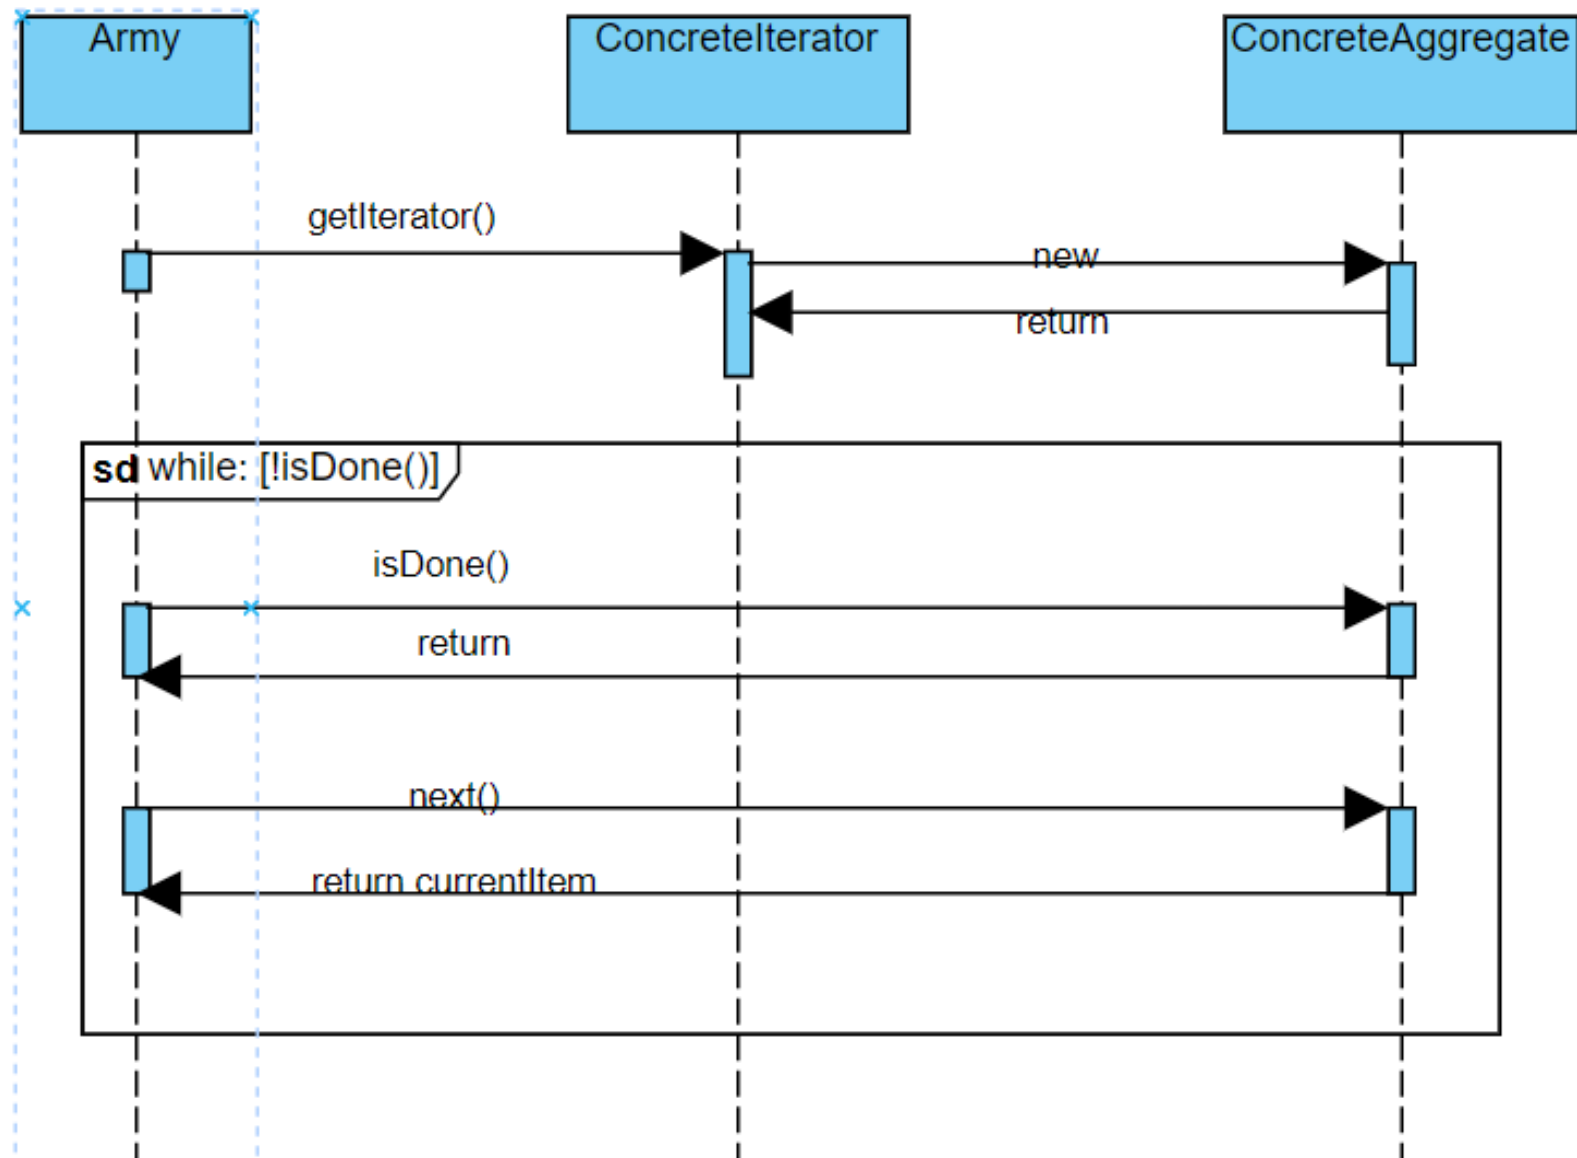 Army
ConcreteIterator
ConcreteAggregate
getIterator()
new
return
sd while: [!isDone()]
isDone()
return
next()
return currentItem